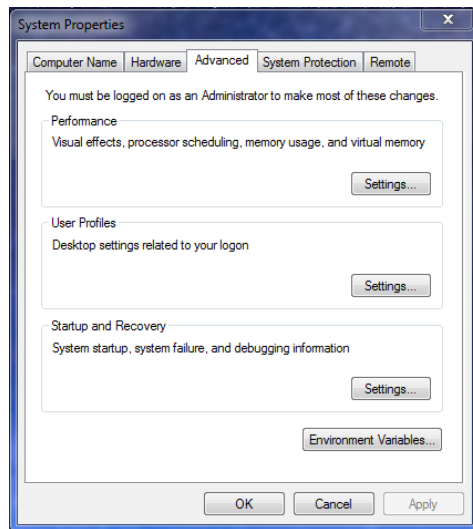 System Properties
x
Computer Name Hardware Advanced System Protection Remote
You must be logged on as an Administrator to make most of these changes.
Performance
Visual effects, processor scheduling, memory usage, and virtual memory
Settings...
User Profiles
Desktop settings related to your logon
Settings...
Startup and Recovery
System startup, system failure, and debugging information
Settings...
Environment Variables...
OK Cancel Apply